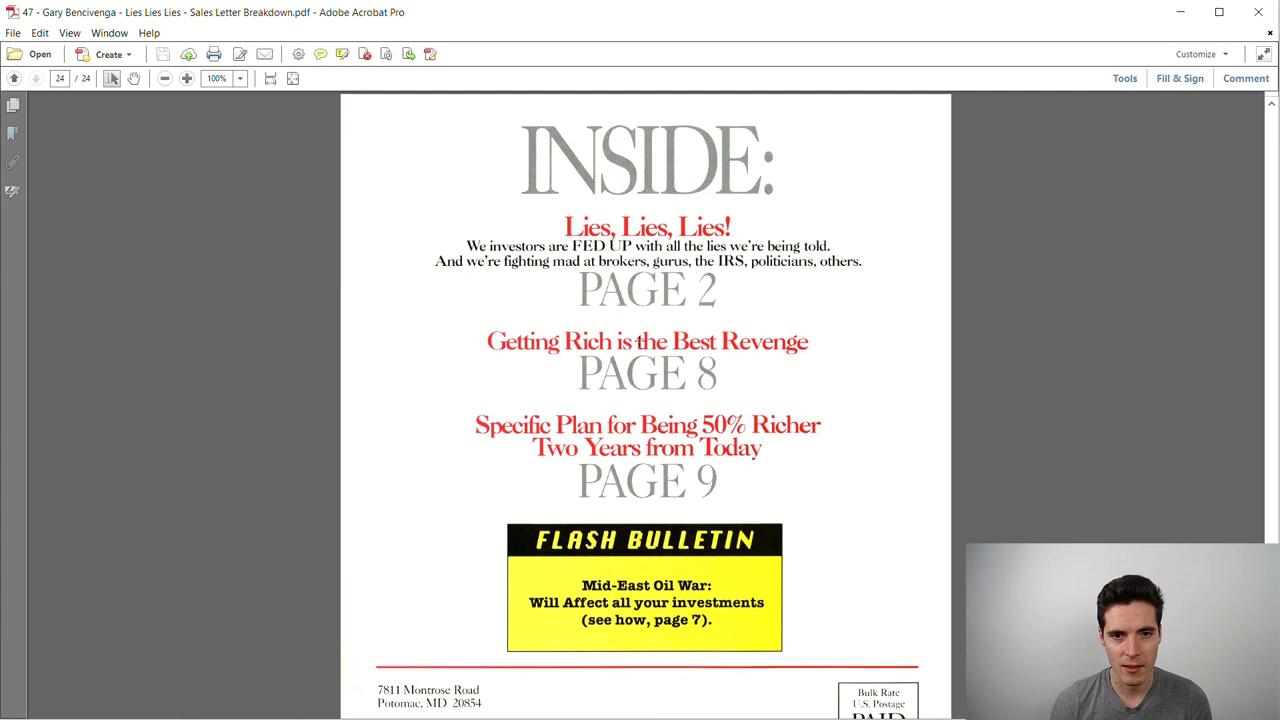 47 - Gary Bencivenga - Lies Lies Lies - Sales Letter Breakdown.pdf - Adobe Acrobat Pro
File Edit View Window Help
Open Create Customize
24 / 24 100% Tools Fill & Sign Comment
INSIDE:
Lies, Lies, Lies!
We investors are FED UP with all the lies we're being told.
And we're fighting mad at brokers, gurus, the IRS, politicians, others.
PAGE 2
Getting Rich is the Best Revenge
PAGE 8
Specific Plan for Being 50% Richer
Two Years from Today
PAGE 9
FLASH BULLETIN
Mid-East Oil War:
Will Affect all your investments
(see how, page 7).
7811 Montrose Road
Potomac, MD 20854
Bulk Rate
U.S. Postage
PAID